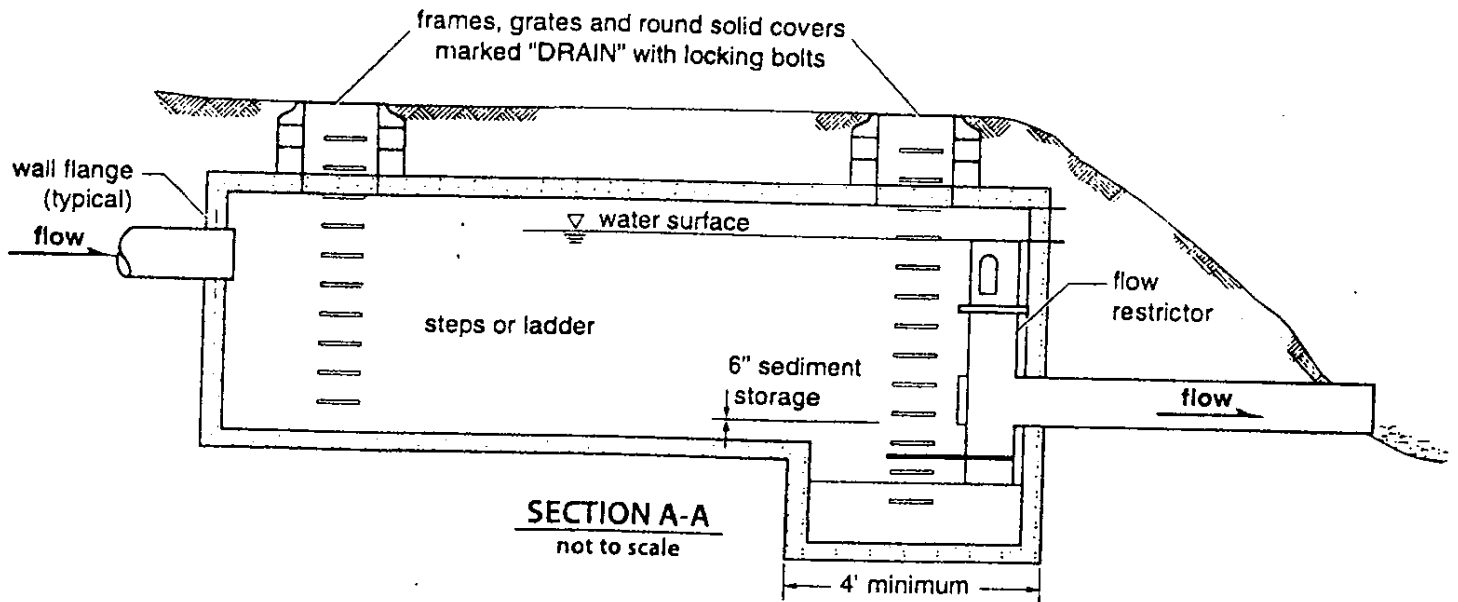 frames, grates and round solid covers
marked "DRAIN" with locking bolts
wall flange
(typical)
flow
water surface
steps or ladder
flow
restrictor
6" sediment
storage
flow
SECTION A-A
not to scale
4' minimum